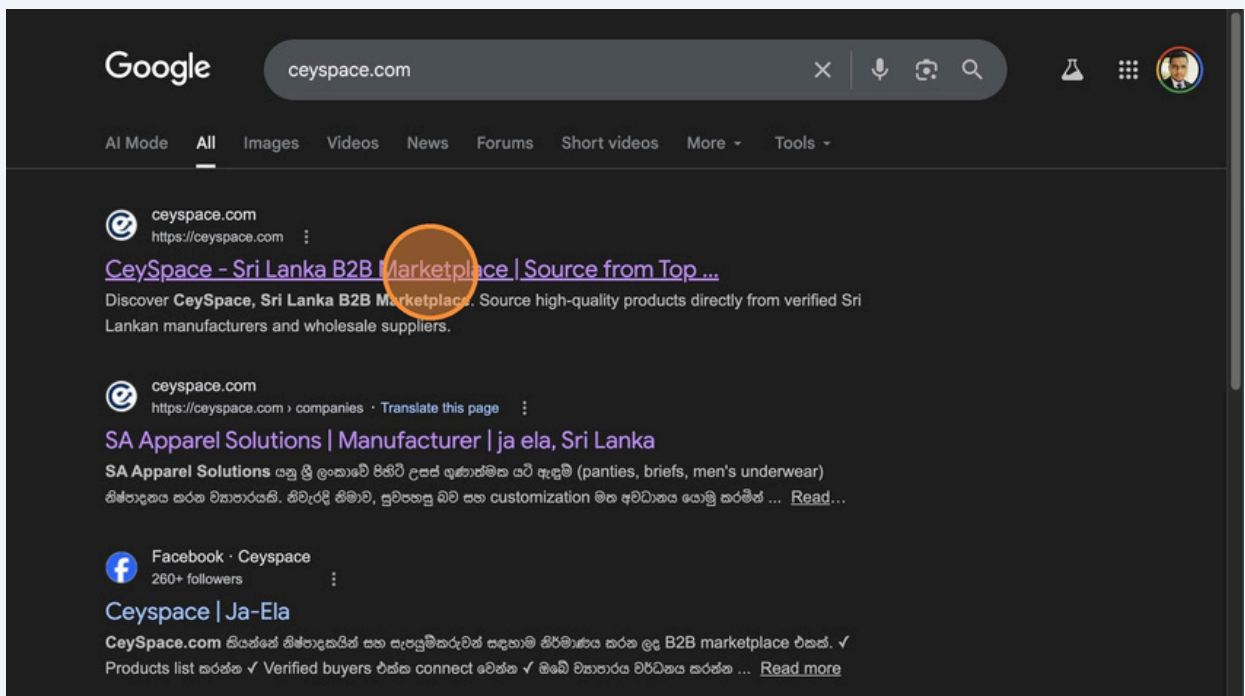 Google
ceyspace.com
AI Mode All Images Videos News Forums Short videos More Tools
ceyspace.com
https://ceyspace.com
CeySpace - Sri Lanka B2B Marketplace | Source from Top ...
Discover CeySpace, Sri Lanka B2B Marketplace. Source high-quality products directly from verified Sri
Lankan manufacturers and wholesale suppliers.
ceyspace.com
https://ceyspace.com › companies · Translate this page
SA Apparel Solutions | Manufacturer | ja ela, Sri Lanka
SA Apparel Solutions යනු ශ්‍රී ලංකාවේ පිහිටි උසස් ගුණාත්මක යටි ඇඳුම් (panties, briefs, men's underwear)
නිෂ්පාදනය කරන ව්‍යාපාරයකි. නිවැරදි නිමාව, සුවපහසු බව සහ customization මත අවධානය යොමු කරමින් ... Read...
Facebook · Ceyspace
260+ followers
Ceyspace | Ja-Ela
CeySpace.com කියන්නේ නිෂ්පාදකයින් සහ සැපයුම්කරුවන් සඳහාම නිර්මාණය කරන ලද B2B marketplace එකක්. ✓
Products list කරන්න ✓ Verified buyers එක්ක connect වෙන්න ✓ ඔබේ ව්‍යාපාරය වර්ධනය කරන්න ... Read more